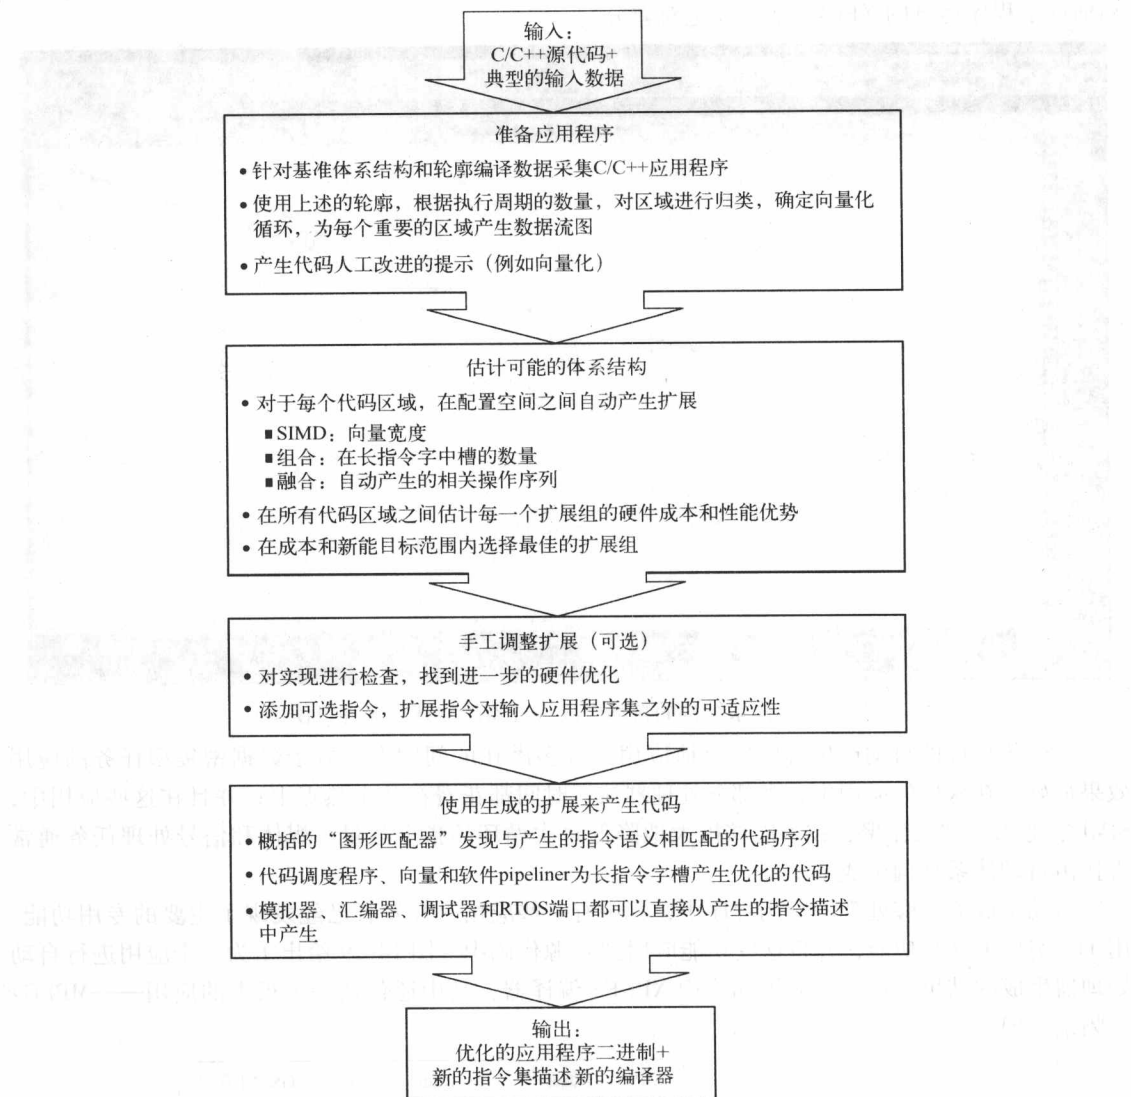 输入：
C/C++源代码+
典型的输入数据
准备应用程序
• 针对基准体系结构和轮廓编译数据采集C/C++应用程序
• 使用上述的轮廓，根据执行周期的数量，对区域进行归类，确定向量化
循环，为每个重要的区域产生数据流图
• 产生代码人工改进的提示（例如向量化）
估计可能的体系结构
• 对于每个代码区域，在配置空间之间自动产生扩展
■ SIMD：向量宽度
■ 组合：在长指令字中槽的数量
■ 融合：自动产生的相关操作序列
• 在所有代码区域之间估计每一个扩展组的硬件成本和性能优势
• 在成本和新能目标范围内选择最佳的扩展组
手工调整扩展（可选）
• 对实现进行检查，找到进一步的硬件优化
• 添加可选指令，扩展指令对输入应用程序集之外的可适应性
使用生成的扩展来产生代码
• 概括的“图形匹配器”发现与产生的指令语义相匹配的代码序列
• 代码调度程序、向量和软件pipeliner为长指令字槽产生优化的代码
• 模拟器、汇编器、调试器和RTOS端口都可以直接从产生的指令描述
中产生
输出：
优化的应用程序二进制+
新的指令集描述新的编译器